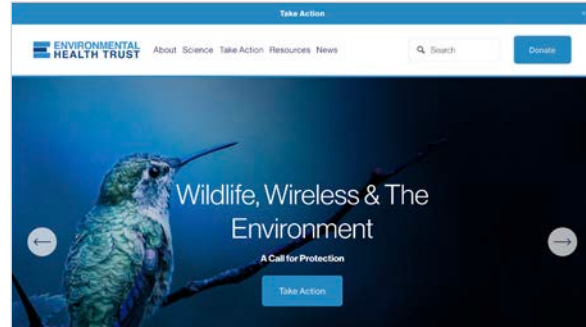 Take Action
ENVIRONMENTAL
HEALTH TRUST
About Science Take Action Resources News
Search
Donate
Wildlife, Wireless & The
Environment
A Call for Protection
Take Action